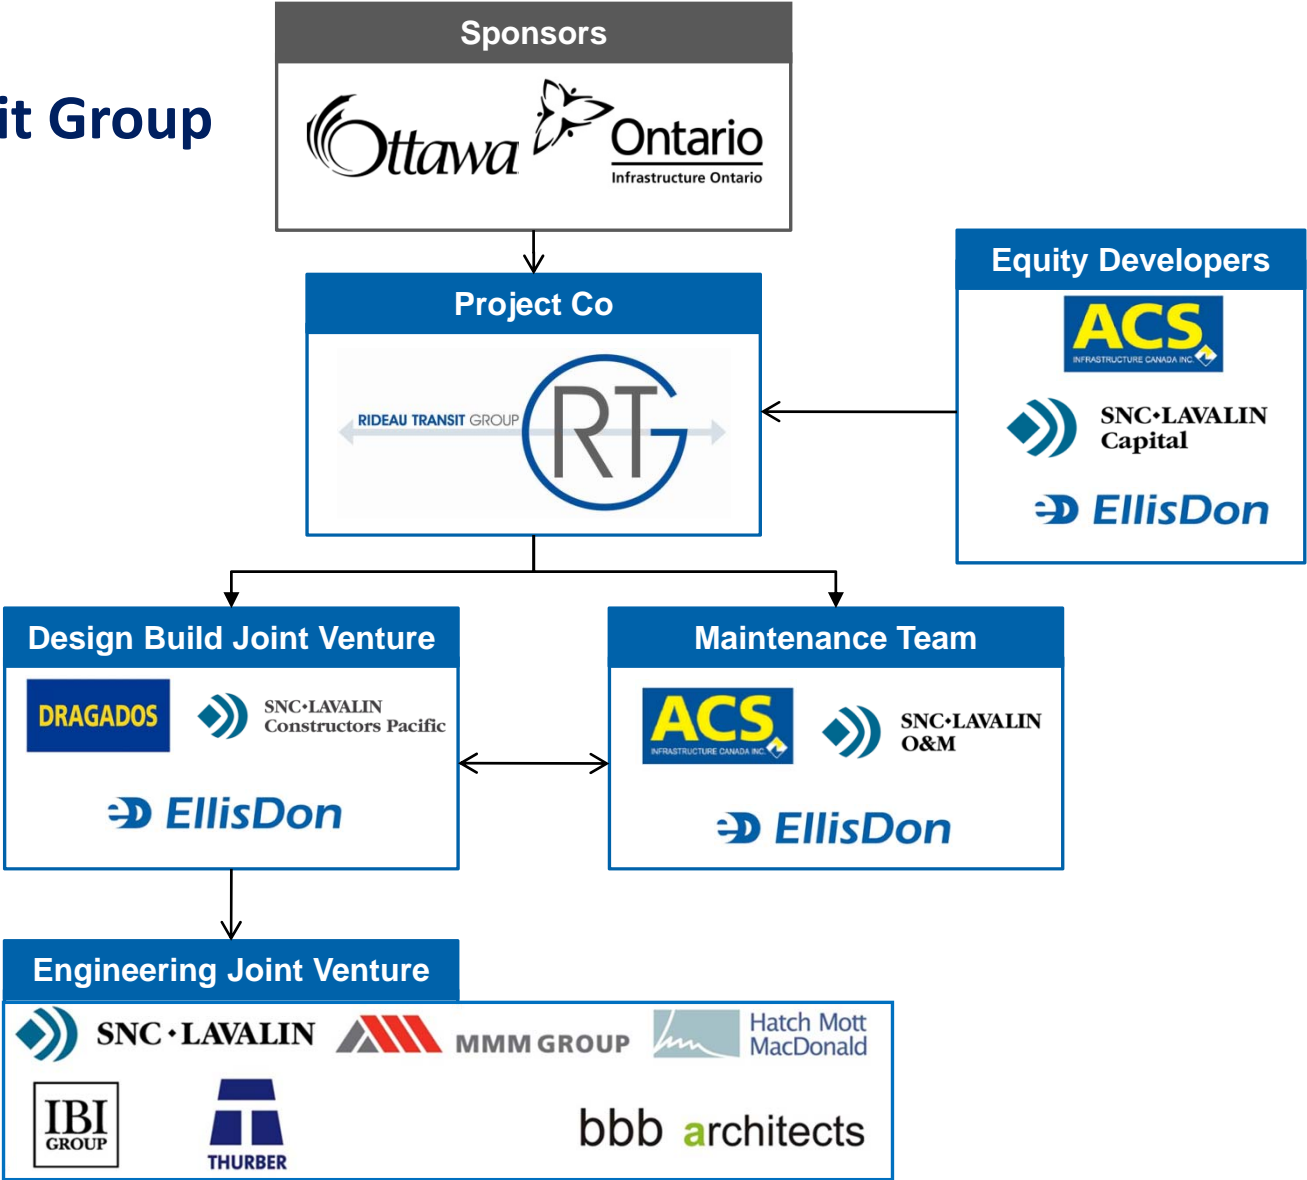 Sponsors
it Group
Ottawa
Ontario
Infrastructure Ontario
Equity Developers
ACS
INFRASTRUCTURE CANADA INC.
SNC•LAVALIN
Capital
EllisDon
Project Co
RIDEAU TRANSIT GROUP
RTG
Design Build Joint Venture
DRAGADOS
SNC•LAVALIN
Constructors Pacific
EllisDon
Maintenance Team
ACS
INFRASTRUCTURE CANADA INC.
SNC•LAVALIN
O&M
EllisDon
Engineering Joint Venture
SNC•LAVALIN
MMM GROUP
Hatch Mott
MacDonald
IBI
GROUP
THURBER
bbb architects